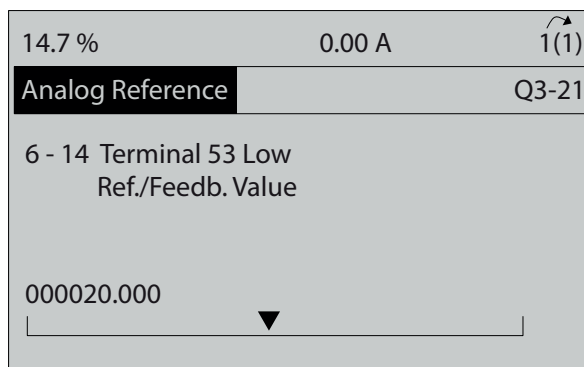 14.7 % 0.00 A 1(1)
Analog Reference Q3-21
6 - 14 Terminal 53 Low
Ref./Feedb. Value
000020.000